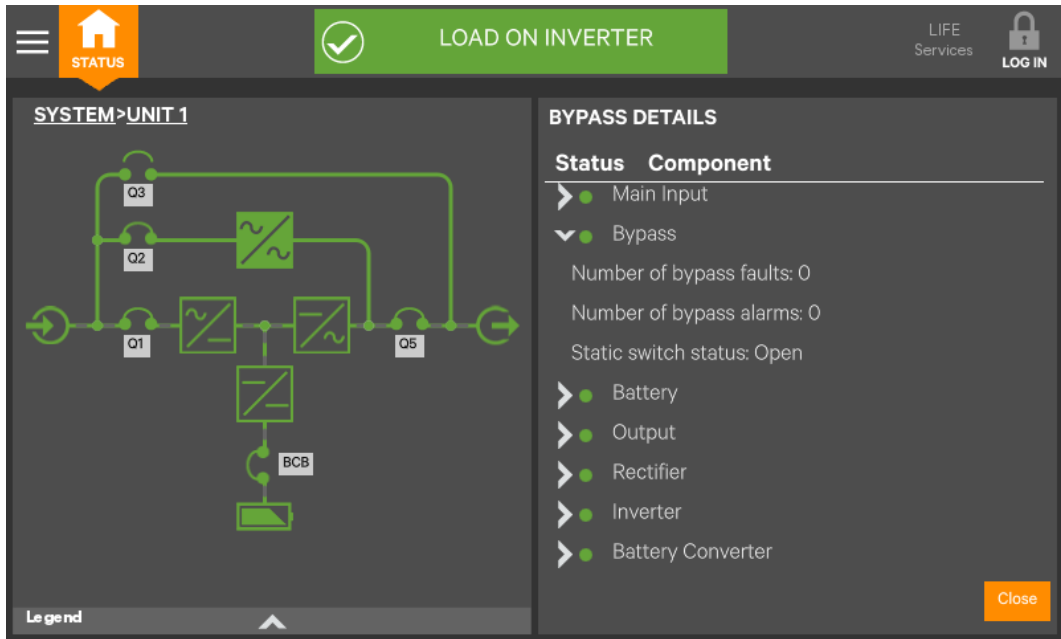 STATUS
LOAD ON INVERTER
LIFE
Services
LOG IN
SYSTEM>UNIT 1
Q3
Q2
Q1
Q5
BCB
Legend
BYPASS DETAILS
Status Component
Main Input
Bypass
Number of bypass faults: 0
Number of bypass alarms: 0
Static switch status: Open
Battery
Output
Rectifier
Inverter
Battery Converter
Close